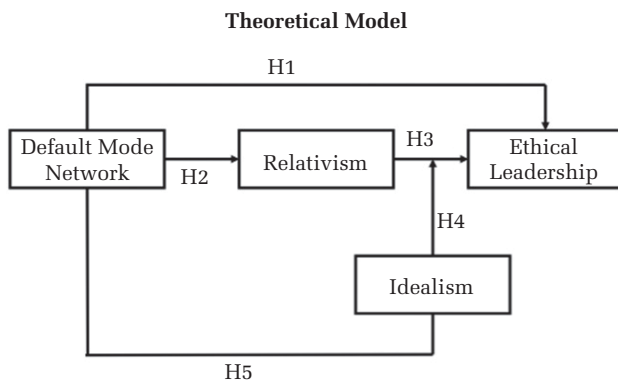 Theoretical Model
H1
Default Mode
Network
H2
Relativism
H3
Ethical
Leadership
H4
Idealism
H5